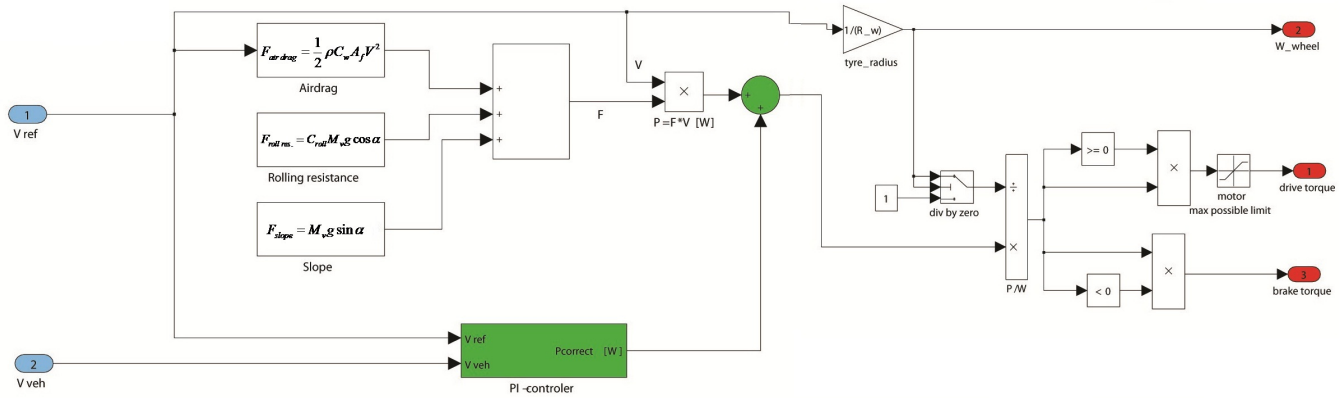 1
V ref
F_air drag = 1/2 ρC_w A_f V²
Airdrag
F_roll res. = C_roll M_v g cos α
Rolling resistance
F_slope = M_v g sin α
Slope
+
+
+
F
V
×
P =F*V [W]
+
+
1/(R_w)
tyre_radius
2
W_wheel
1
div by zero
÷
×
P /W
>= 0
×
motor
max possible limit
1
drive torque
< 0
×
3
brake torque
2
V veh
V ref
V veh
Pcorrect [W]
PI -controler